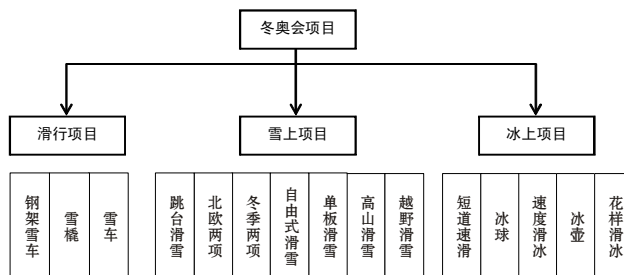 冬奥会项目
滑行项目
雪上项目
冰上项目
钢架雪车
雪橇
雪车
跳台滑雪
北欧两项
冬季两项
自由式滑雪
单板滑雪
高山滑雪
越野滑雪
短道速滑
冰球
速度滑冰
冰壶
花样滑冰